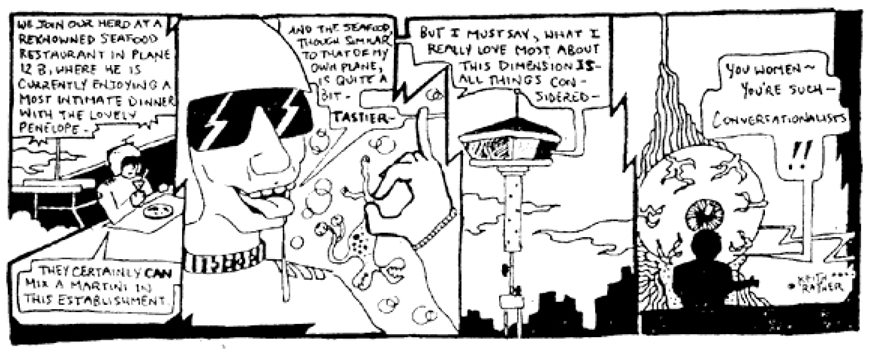 WE JOIN OUR HERO AT A
RENOWNED SEAFOOD
RESTAURANT IN PLANE
12 B, WHERE HE IS
CURRENTLY ENJOYING A
MOST INTIMATE DINNER
WITH THE LOVELY
PENELOPE.
THEY CERTAINLY CAN
MIX A MARTINI IN
THIS ESTABLISHMENT.
AND THE SEAFOOD,
THOUGH SIMILAR
TO THAT OF MY
OWN PLANE,
IS QUITE A
BIT-
TASTIER-
BUT I MUST SAY, WHAT I
REALLY LOVE MOST ABOUT
THIS DIMENSION IS-
ALL THINGS CON-
SIDERED-
YOU WOMEN~
YOU'RE SUCH-
CONVERSATIONALISTS
!!
KEITH